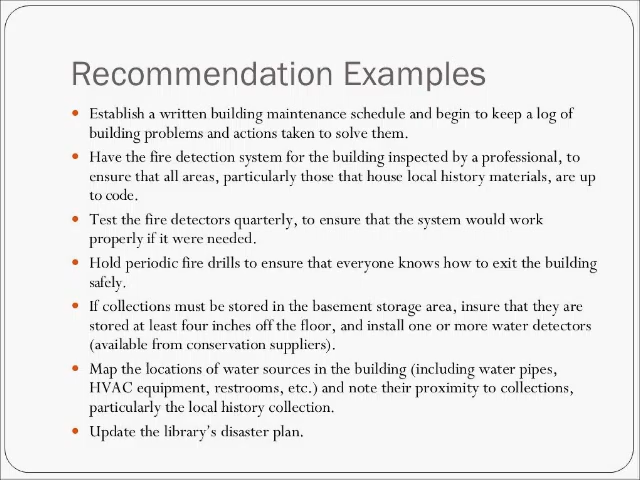 Recommendation Examples
• Establish a written building maintenance schedule and begin to keep a log of
building problems and actions taken to solve them.
• Have the fire detection system for the building inspected by a professional, to
ensure that all areas, particularly those that house local history materials, are up
to code.
• Test the fire detectors quarterly, to ensure that the system would work
properly if it were needed.
• Hold periodic fire drills to ensure that everyone knows how to exit the building
safely.
• If collections must be stored in the basement storage area, insure that they are
stored at least four inches off the floor, and install one or more water detectors
(available from conservation suppliers).
• Map the locations of water sources in the building (including water pipes,
HVAC equipment, restrooms, etc.) and note their proximity to collections,
particularly the local history collection.
• Update the library's disaster plan.